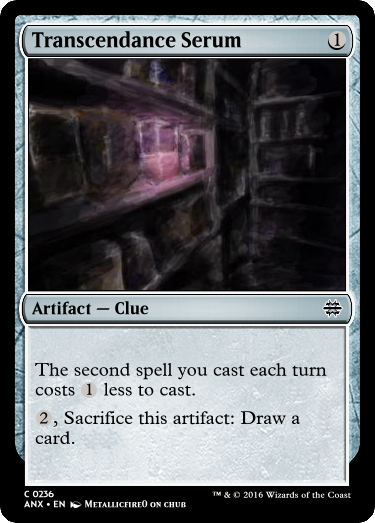 Transcendance Serum 1
Artifact — Clue
The second spell you cast each turn
costs 1 less to cast.
2, Sacrifice this artifact: Draw a
card.
C 0236
ANX • EN Metallicfire0 on chub
™ & © 2016 Wizards of the Coast